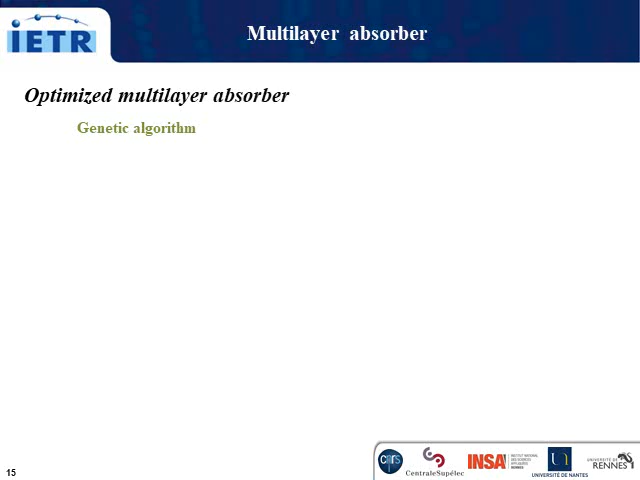 iETR
Multilayer absorber
Optimized multilayer absorber
Genetic algorithm
15
cnrs
CentraleSupélec
INSA
INSTITUT NATIONAL
DES SCIENCES
APPLIQUÉES
RENNES
UNIVERSITÉ DE NANTES
UNIVERSITÉ DE
RENNES 1